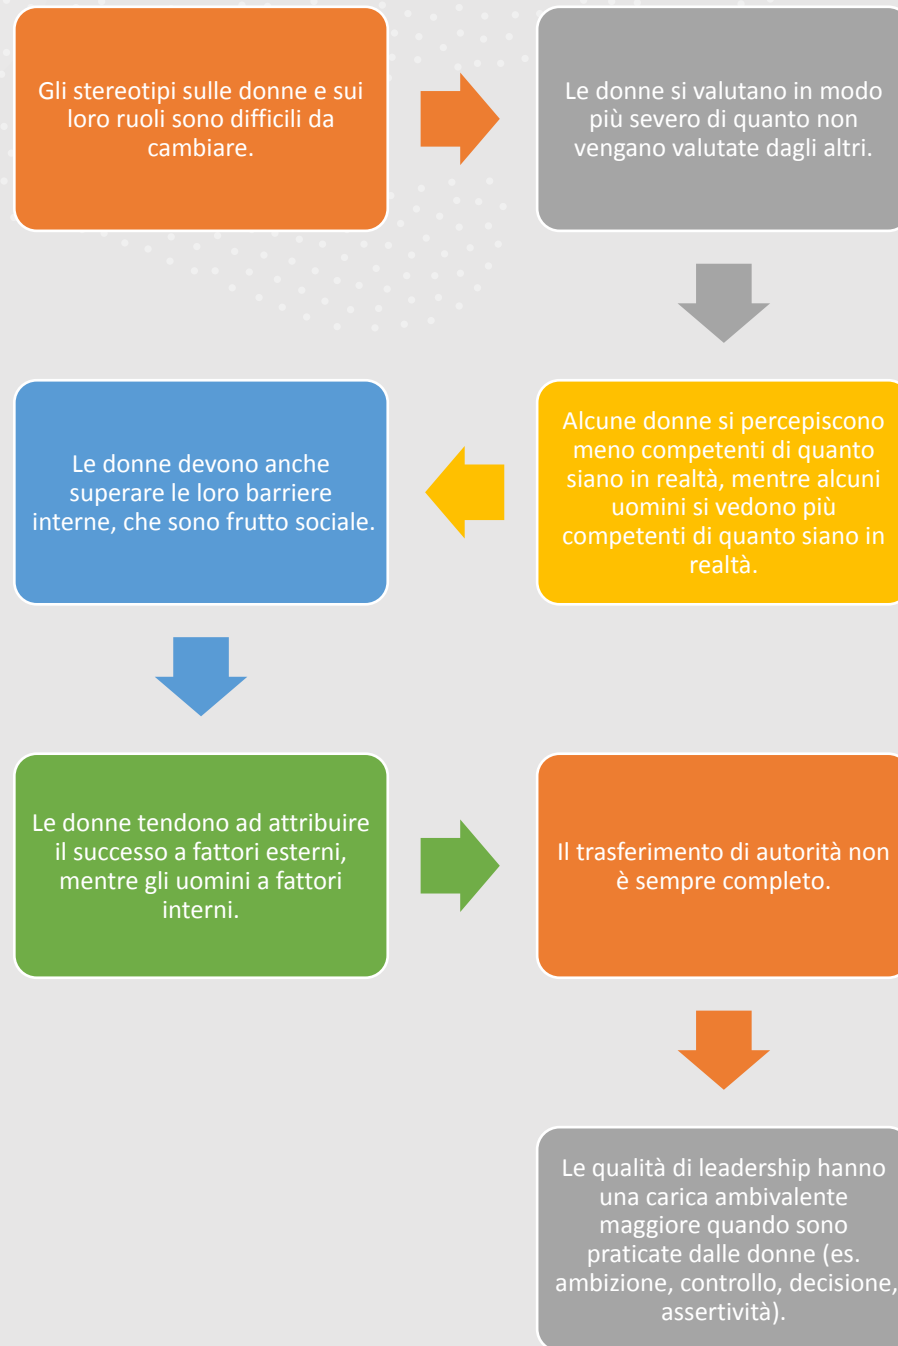 Gli stereotipi sulle donne e sui
loro ruoli sono difficili da
cambiare.
Le donne si valutano in modo
più severo di quanto non
vengano valutate dagli altri.
Alcune donne si percepiscono
meno competenti di quanto
siano in realtà, mentre alcuni
uomini si vedono più
competenti di quanto siano in
realtà.
Le donne devono anche
superare le loro barriere
interne, che sono frutto sociale.
Le donne tendono ad attribuire
il successo a fattori esterni,
mentre gli uomini a fattori
interni.
Il trasferimento di autorità non
è sempre completo.
Le qualità di leadership hanno
una carica ambivalente
maggiore quando sono
praticate dalle donne (es.
ambizione, controllo, decisione,
assertività).